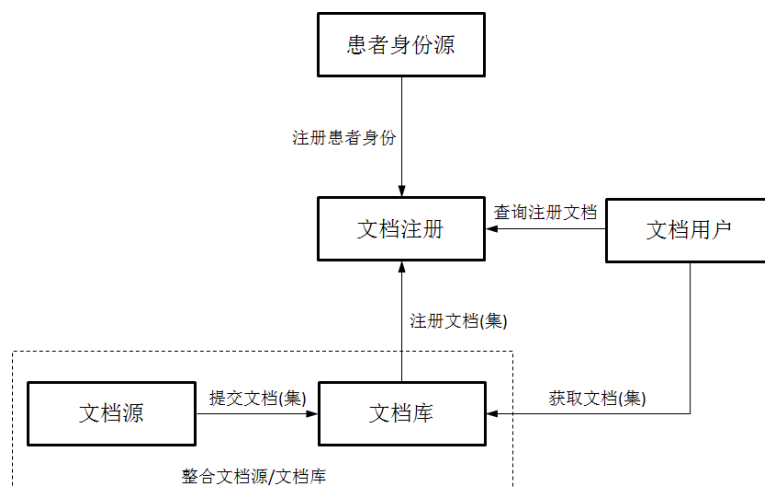 患者身份源
注册患者身份
文档注册
查询注册文档
文档用户
注册文档(集)
文档源
提交文档(集)
文档库
获取文档(集)
整合文档源/文档库